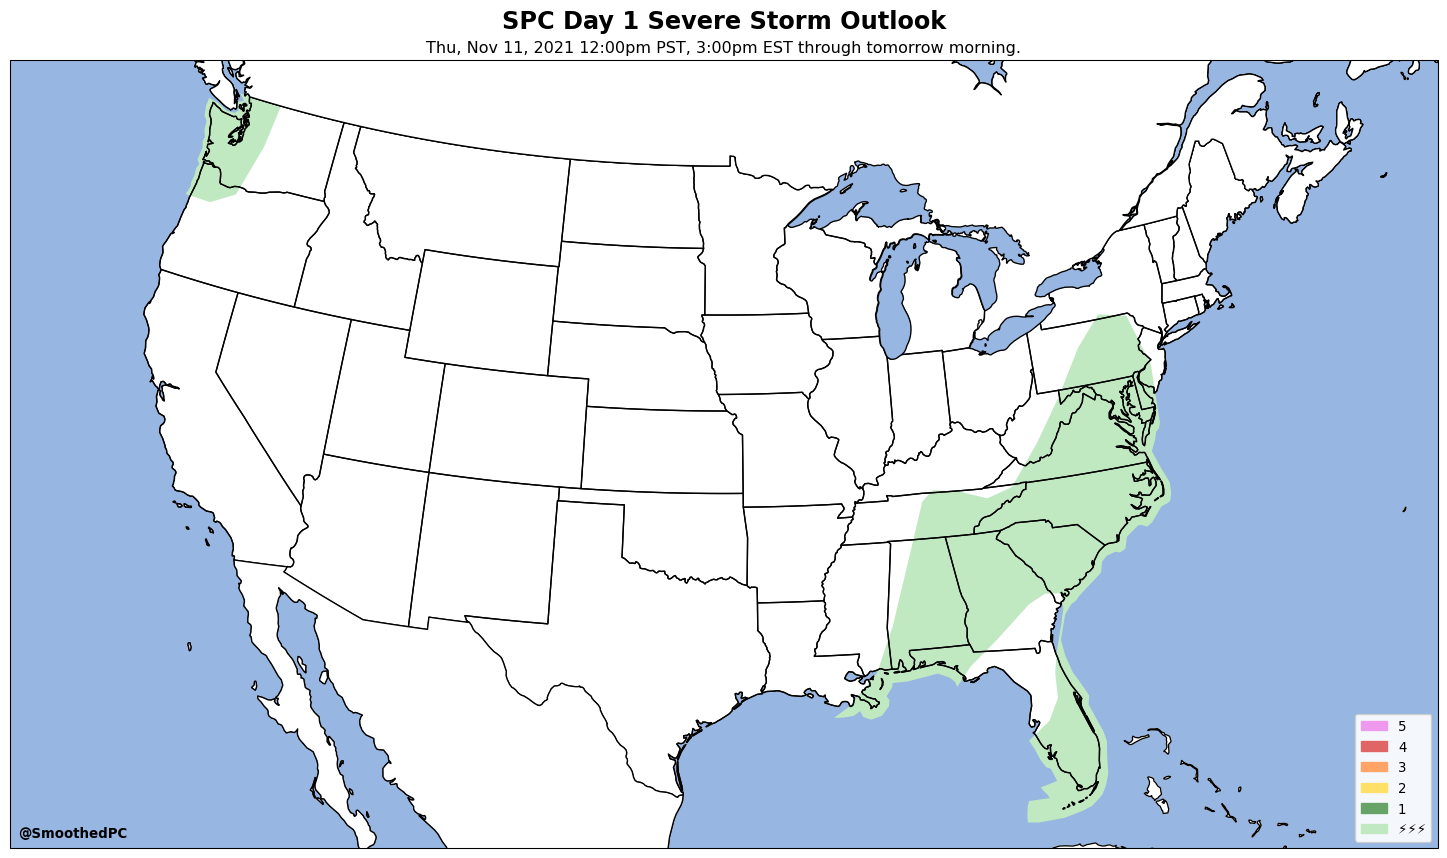 SPC Day 1 Severe Storm Outlook
Thu, Nov 11, 2021 12:00pm PST, 3:00pm EST through tomorrow morning.
5
4
3
2
1
⚡⚡⚡
@SmoothedPC